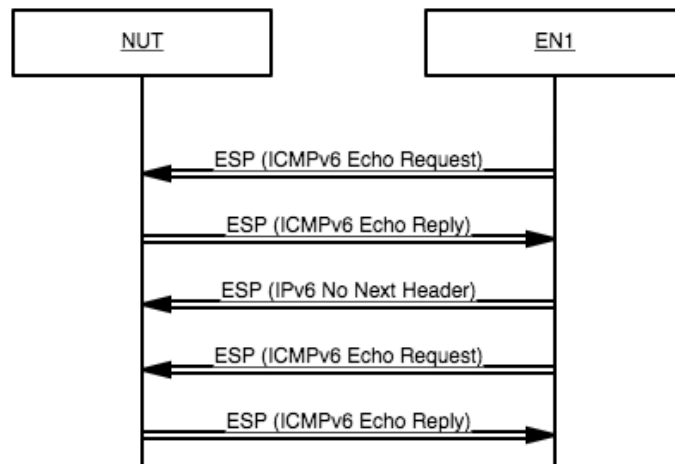 NUT
EN1
ESP (ICMPv6 Echo Request)
ESP (ICMPv6 Echo Reply)
ESP (IPv6 No Next Header)
ESP (ICMPv6 Echo Request)
ESP (ICMPv6 Echo Reply)